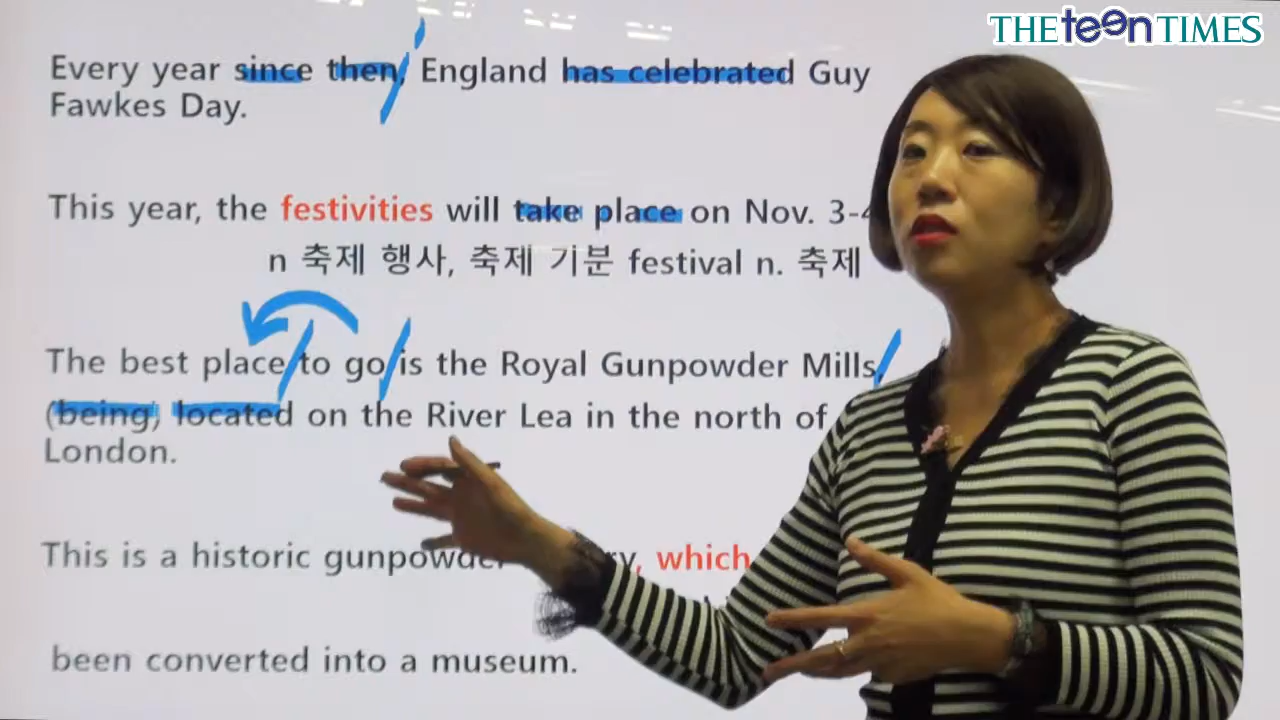 THE teen TIMES
Every year since then, England has celebrated Guy
Fawkes Day.
This year, the festivities will take place on Nov. 3-4
n 축제 행사, 축제 기분 festival n. 축제
The best place to go is the Royal Gunpowder Mills,
(being) located on the River Lea in the north of
London.
This is a historic gunpowder , which
been converted into a museum.